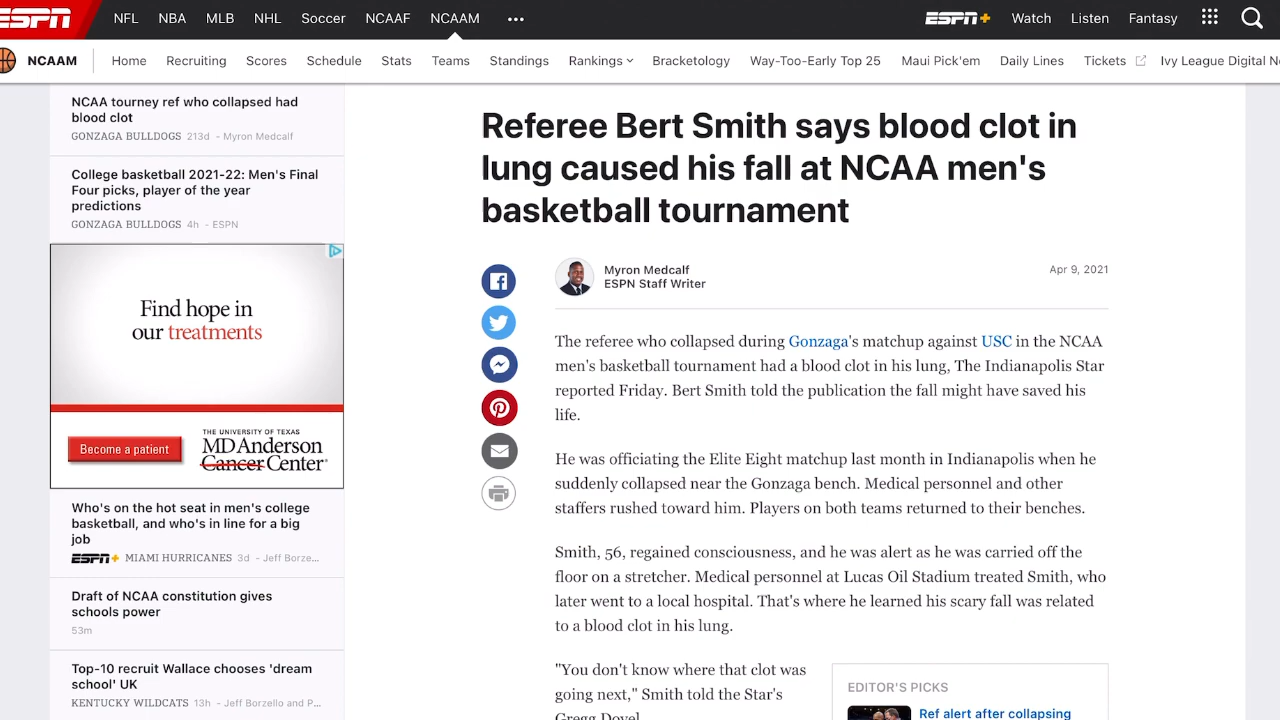 ESPN NFL NBA MLB NHL Soccer NCAAF NCAAM ••• ESPN+ Watch Listen Fantasy
NCAAM Home Recruiting Scores Schedule Stats Teams Standings Rankings Bracketology Way-Too-Early Top 25 Maui Pick'em Daily Lines Tickets Ivy League Digital N
NCAA tourney ref who collapsed had
blood clot
GONZAGA BULLDOGS 213d - Myron Medcalf
College basketball 2021-22: Men's Final
Four picks, player of the year
predictions
GONZAGA BULLDOGS 4h - ESPN
Find hope in
our treatments
Become a patient
THE UNIVERSITY OF TEXAS
MD Anderson
Cancer Center
Who's on the hot seat in men's college
basketball, and who's in line for a big
job
ESPN+ MIAMI HURRICANES 3d - Jeff Borze...
Draft of NCAA constitution gives
schools power
53m
Top-10 recruit Wallace chooses 'dream
school' UK
KENTUCKY WILDCATS 13h - Jeff Borzello and P...
Referee Bert Smith says blood clot in
lung caused his fall at NCAA men's
basketball tournament
Myron Medcalf
ESPN Staff Writer
Apr 9, 2021
The referee who collapsed during Gonzaga's matchup against USC in the NCAA
men's basketball tournament had a blood clot in his lung, The Indianapolis Star
reported Friday. Bert Smith told the publication the fall might have saved his
life.
He was officiating the Elite Eight matchup last month in Indianapolis when he
suddenly collapsed near the Gonzaga bench. Medical personnel and other
staffers rushed toward him. Players on both teams returned to their benches.
Smith, 56, regained consciousness, and he was alert as he was carried off the
floor on a stretcher. Medical personnel at Lucas Oil Stadium treated Smith, who
later went to a local hospital. That's where he learned his scary fall was related
to a blood clot in his lung.
"You don't know where that clot was
going next," Smith told the Star's
Gregg Doyel
EDITOR'S PICKS
Ref alert after collapsing